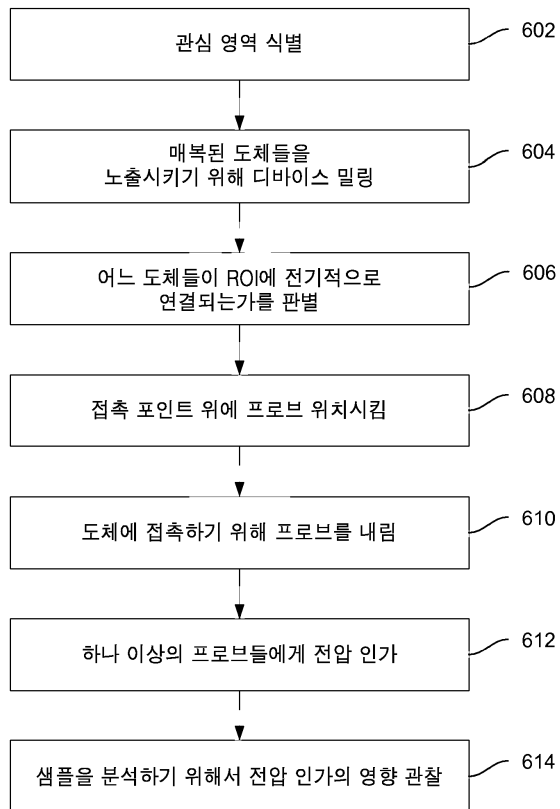 관심 영역 식별
602
매복된 도체들을
노출시키기 위해 디바이스 밀링
604
어느 도체들이 ROI에 전기적으로
연결되는가를 판별
606
접촉 포인트 위에 프로브 위치시킴
608
도체에 접촉하기 위해 프로브를 내림
610
하나 이상의 프로브들에게 전압 인가
612
샘플을 분석하기 위해서 전압 인가의 영향 관찰
614